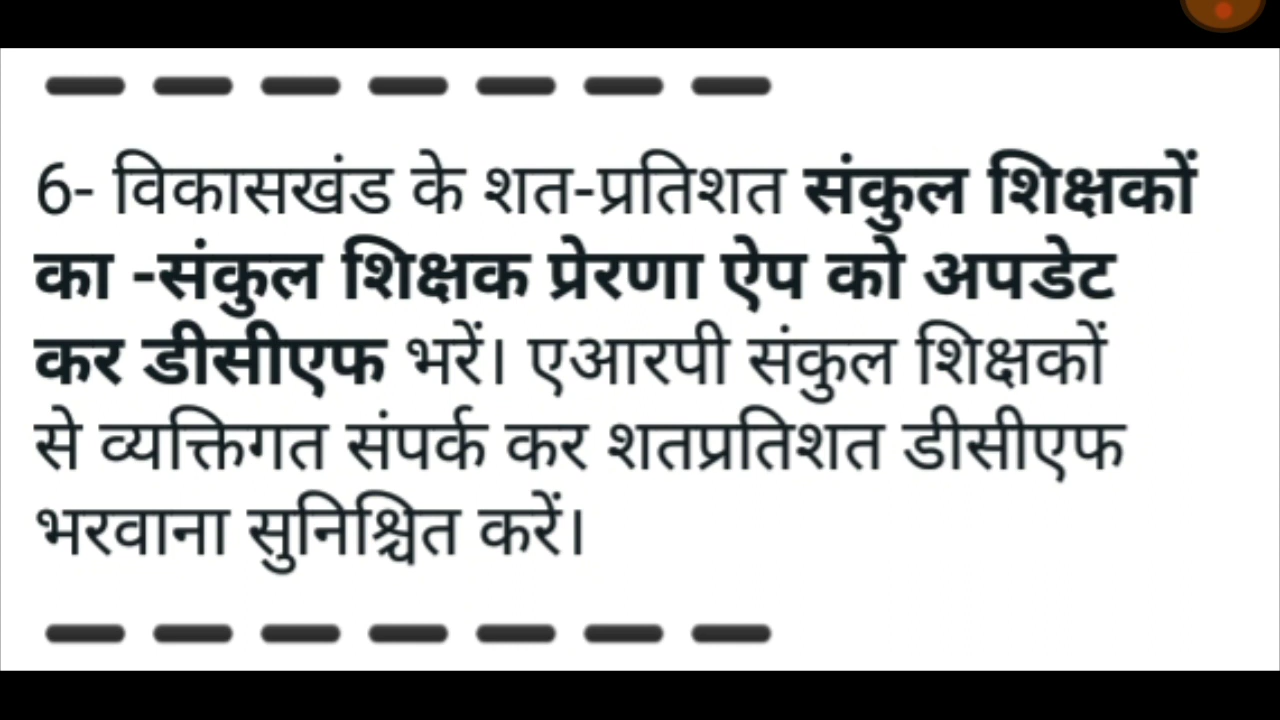 6- विकासखंड के शत-प्रतिशत संकुल शिक्षकों
का -संकुल शिक्षक प्रेरणा ऐप को अपडेट
कर डीसीएफ भरें। एआरपी संकुल शिक्षकों
से व्यक्तिगत संपर्क कर शतप्रतिशत डीसीएफ
भरवाना सुनिश्चित करें।